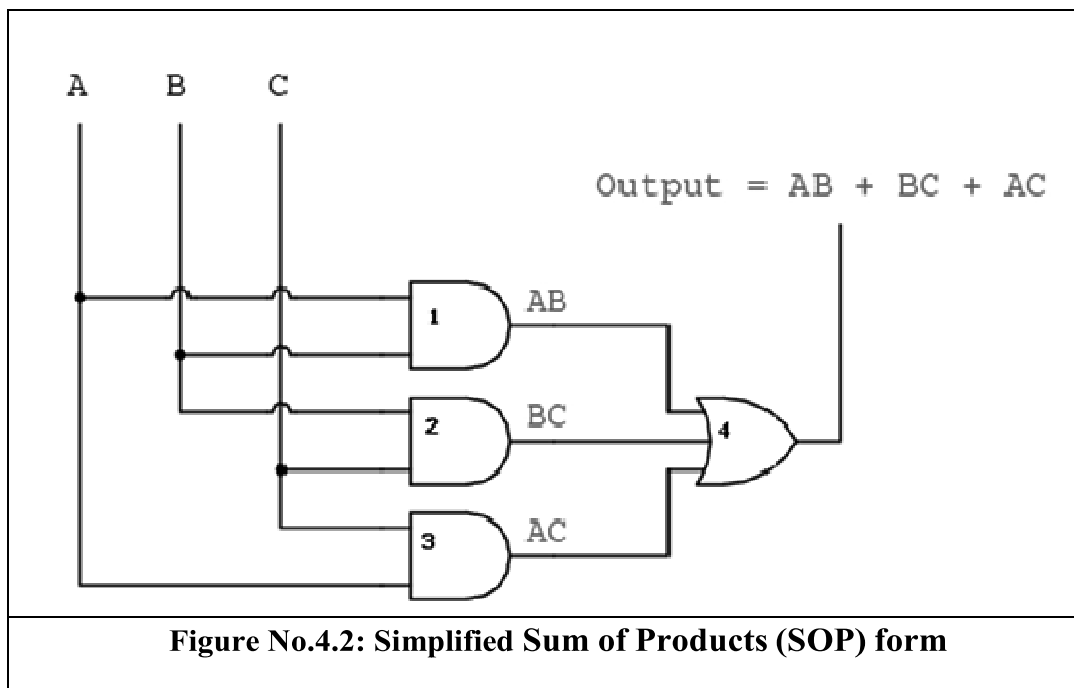 A B C
Output = AB + BC + AC
1 AB
2 BC
4
3 AC
Figure No.4.2: Simplified Sum of Products (SOP) form